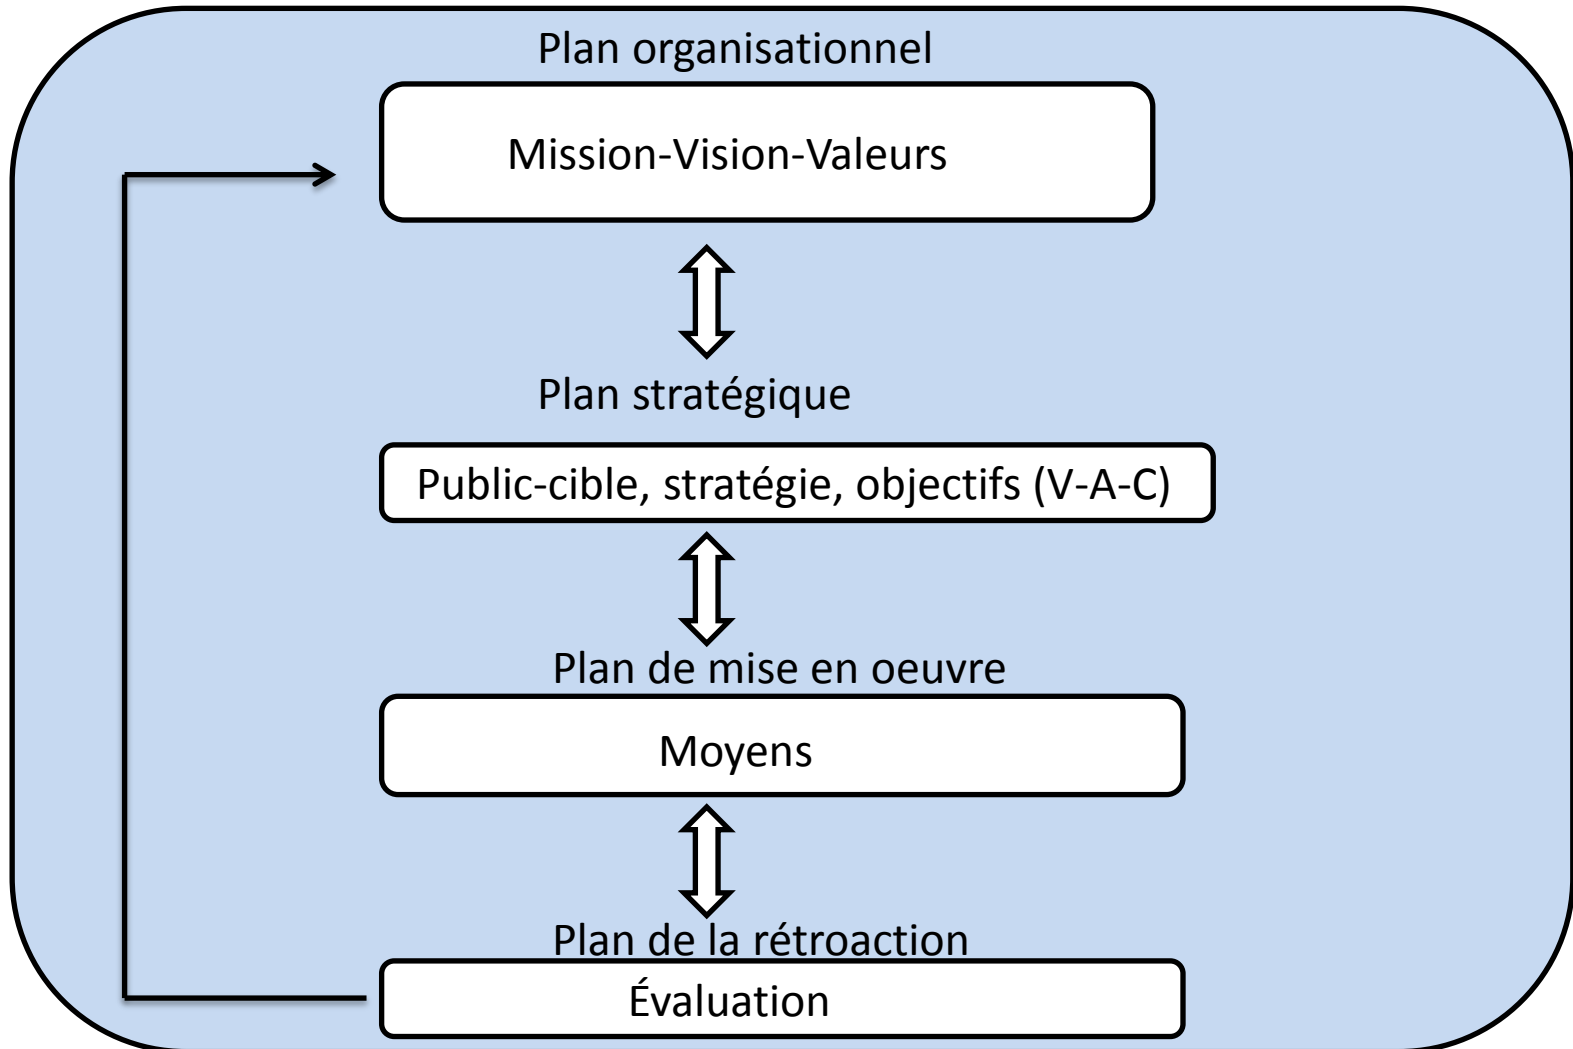 Plan organisationnel
Mission-Vision-Valeurs
Plan stratégique
Public-cible, stratégie, objectifs (V-A-C)
Plan de mise en oeuvre
Moyens
Plan de la rétroaction
Évaluation